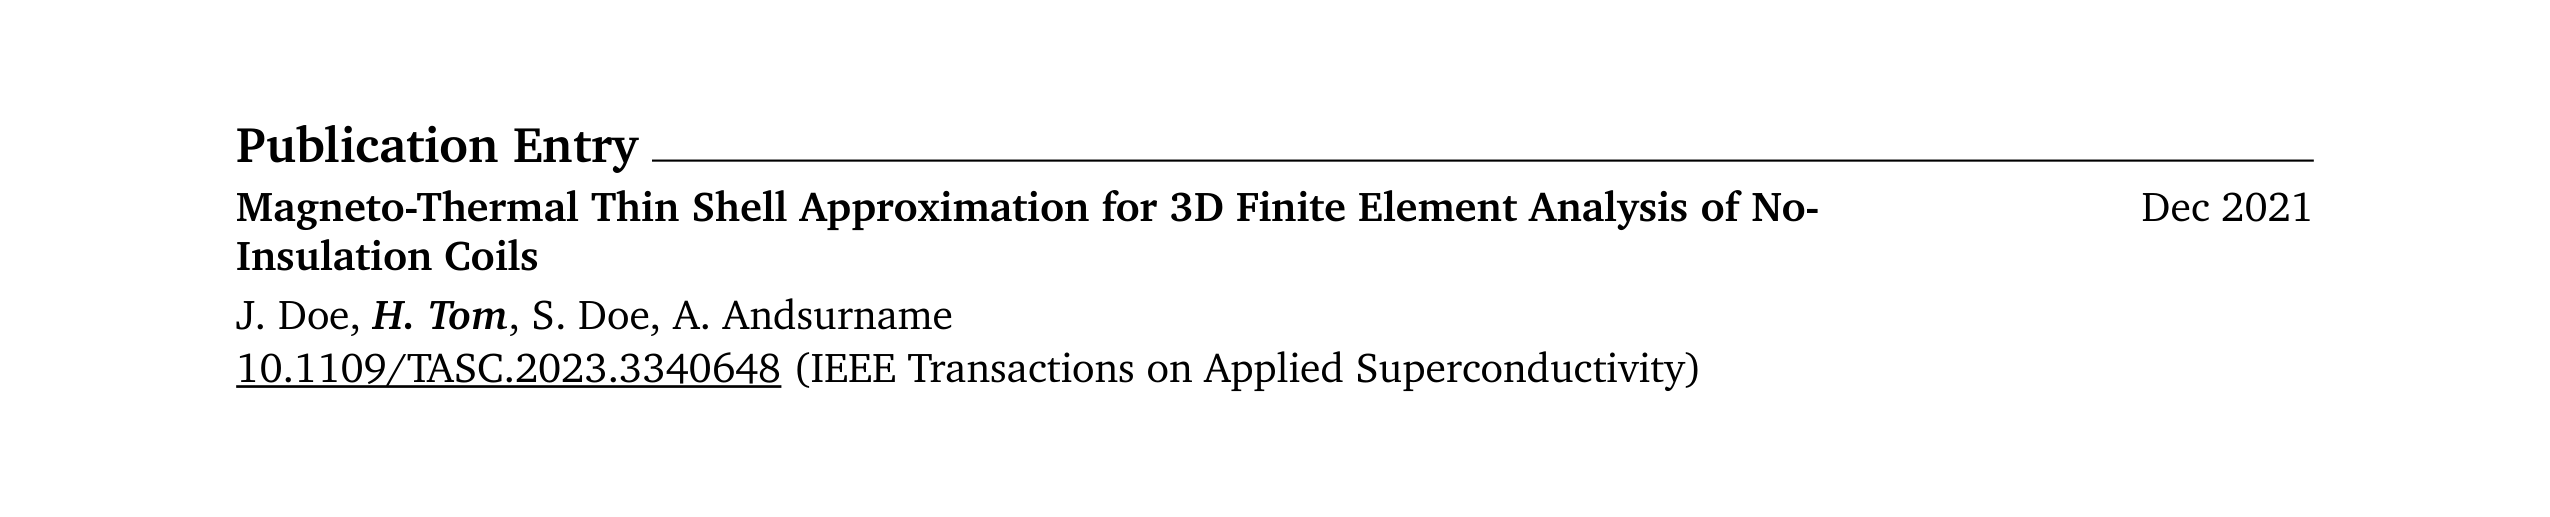 Publication Entry
Magneto-Thermal Thin Shell Approximation for 3D Finite Element Analysis of No- Dec 2021
Insulation Coils
J. Doe, H. Tom, S. Doe, A. Andsurname
10.1109/TASC.2023.3340648 (IEEE Transactions on Applied Superconductivity)